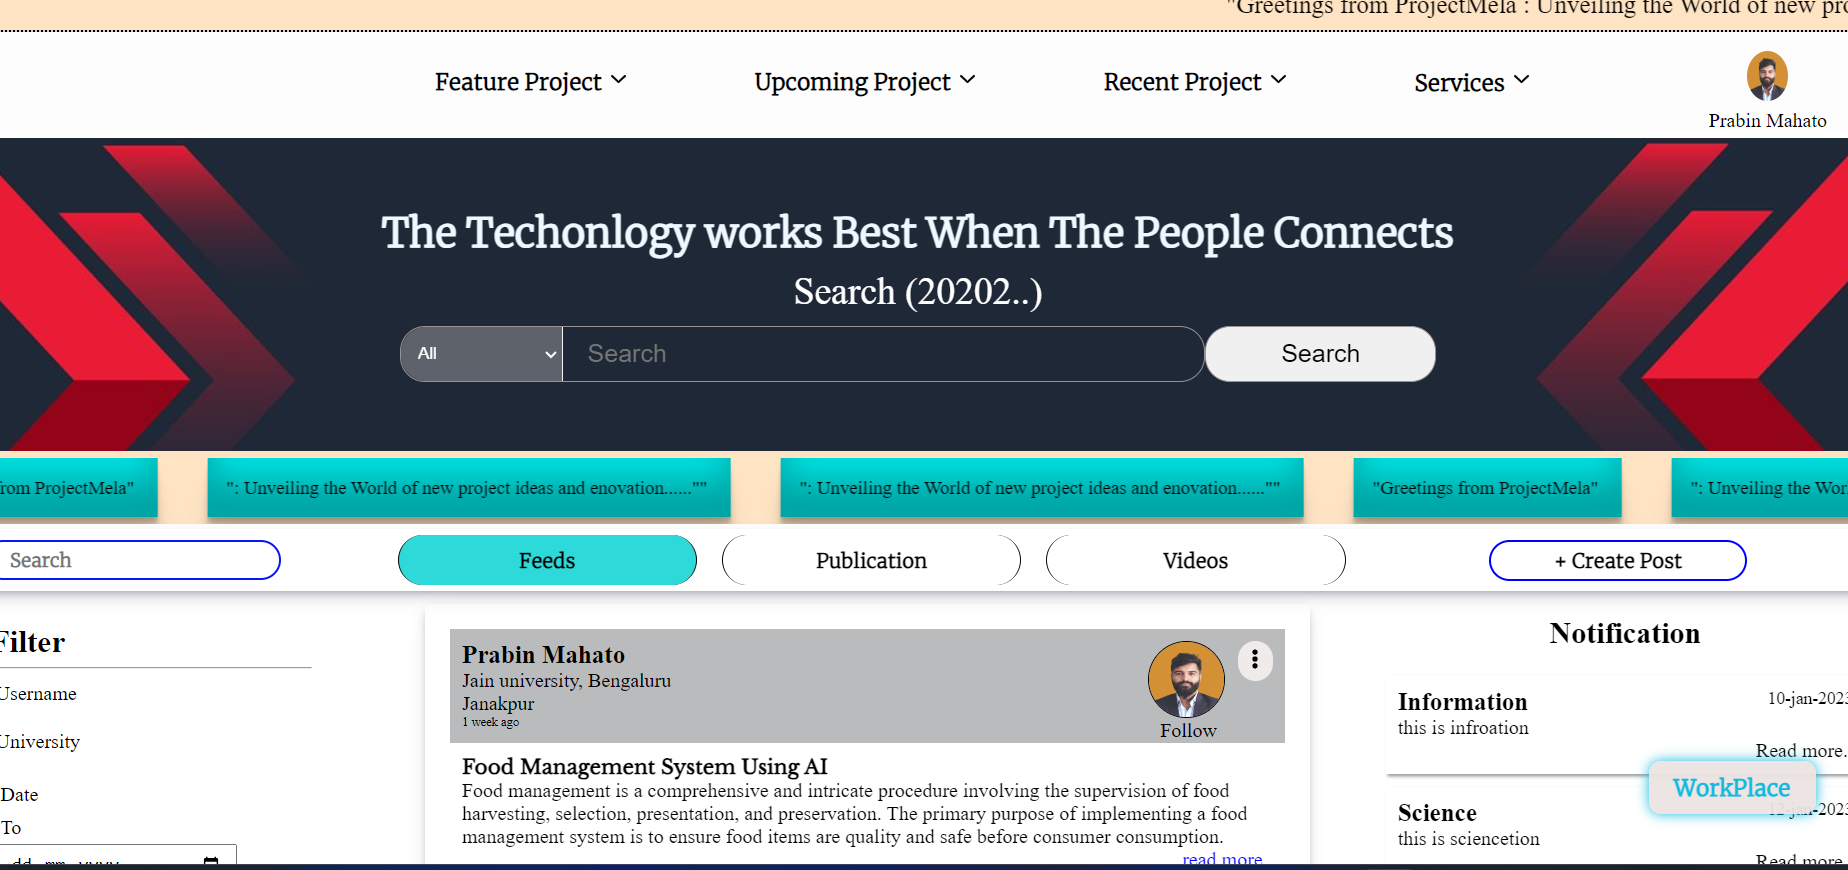 "Greetings from ProjectMela : Unveiling the World of new pro
Feature Project
Upcoming Project
Recent Project
Services
Prabin Mahato
The Techonlogy works Best When The People Connects
Search (20202..)
All
Search
Search
from ProjectMela"
": Unveiling the World of new project ideas and enovation......""
": Unveiling the World of new project ideas and enovation......""
"Greetings from ProjectMela"
": Unveiling the Wor
Search
Feeds
Publication
Videos
+ Create Post
Filter
Username
University
Date
To
dd-mm-yyyy
Prabin Mahato
Jain university, Bengaluru
Janakpur
1 week ago
Follow
Food Management System Using AI
Food management is a comprehensive and intricate procedure involving the supervision of food
harvesting, selection, presentation, and preservation. The primary purpose of implementing a food
management system is to ensure food items are quality and safe before consumer consumption.
read more
Notification
Information
10-jan-2023
this is infroation
Read more.
WorkPlace
Science
12-jan-2023
this is sciencetion
Read more